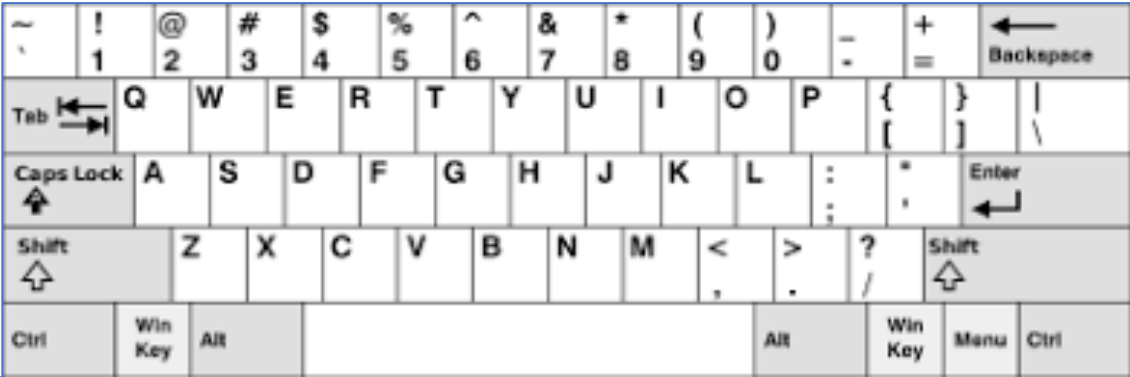 ~ ! @ # $ % ^ & * ( ) _ +
` 1 2 3 4 5 6 7 8 9 0 - = Backspace
Tab Q W E R T Y U I O P { } |
[ ] \
Caps Lock A S D F G H J K L : " Enter
; '
Shift Z X C V B N M < > ? Shift
, . /
Ctrl Win Key Alt Alt Win Key Menu Ctrl